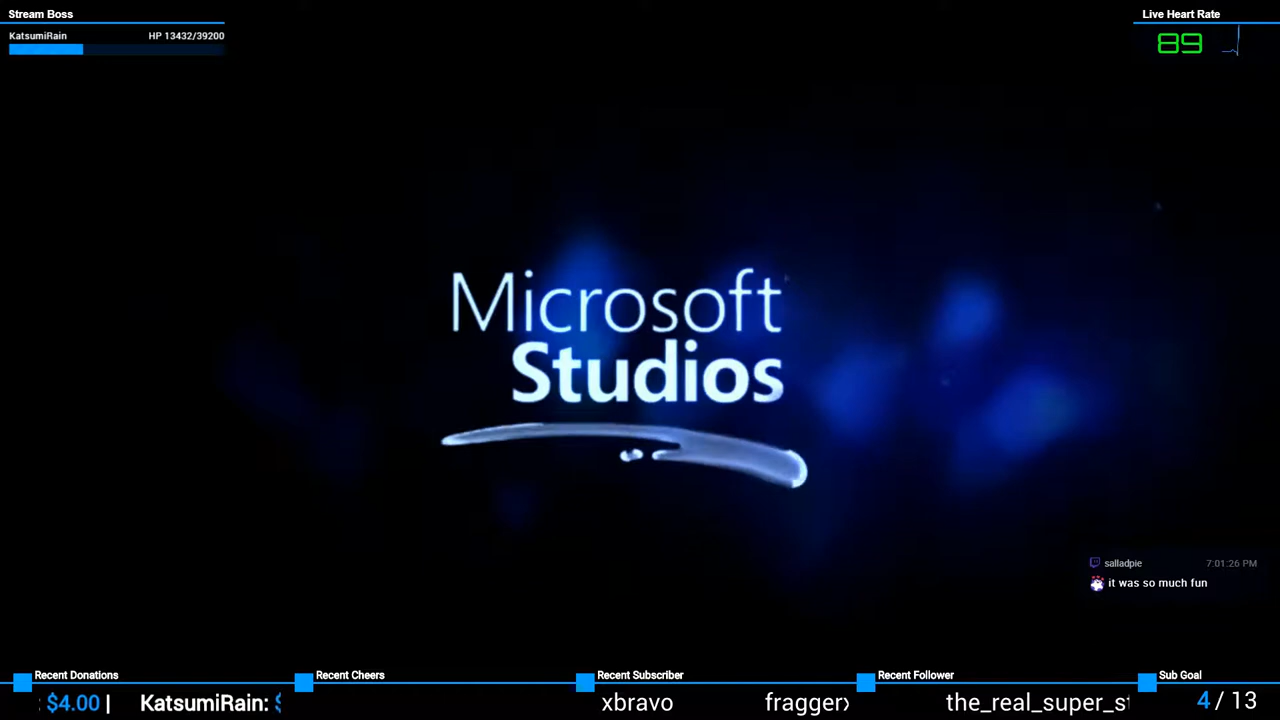 Stream Boss
KatsumiRain HP 13432/39200
Live Heart Rate
89
Microsoft
Studios
salladpie 7:01:26 PM
it was so much fun
Recent Donations
: $4.00 | KatsumiRain: $
Recent Cheers
Recent Subscriber
xbravo fraggerx
Recent Follower
the_real_super_st
Sub Goal
4 / 13